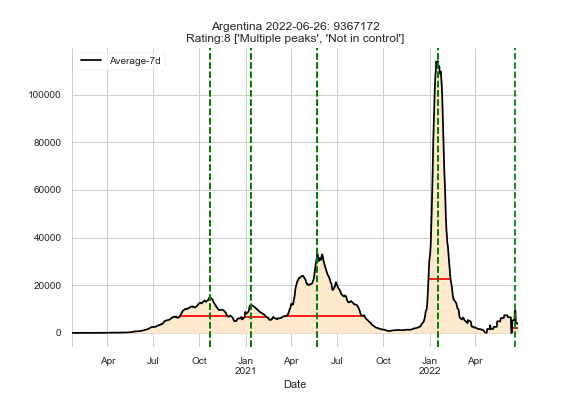 Argentina 2022-06-26: 9367172
Rating:8 ['Multiple peaks', 'Not in control']
Average-7d
100000
80000
60000
40000
20000
0
Apr Jul Oct Jan Apr Jul Oct Jan Apr
2021 2022
Date